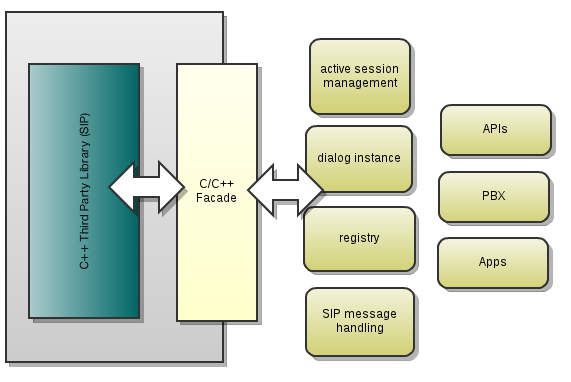 C++ Third Party Library (SIP)
C/C++
Facade
active session
management
dialog instance
registry
SIP message
handling
APIs
PBX
Apps